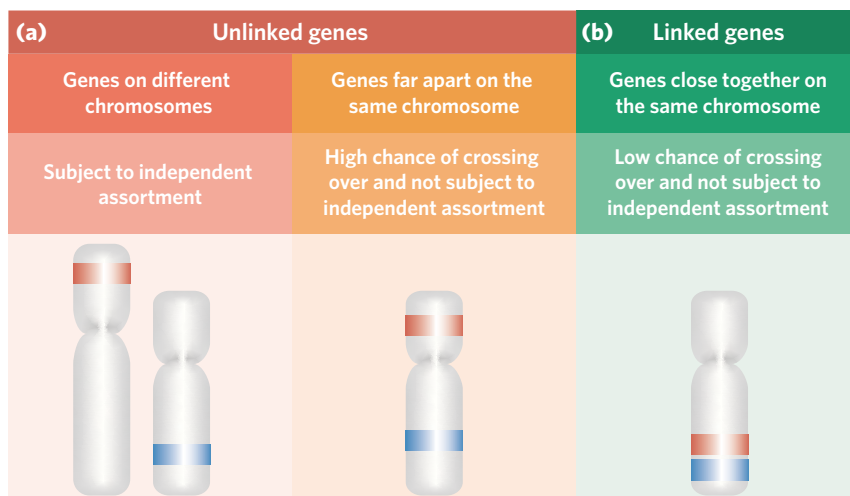 (a) Unlinked genes
(b) Linked genes
Genes on different
chromosomes
Genes far apart on the
same chromosome
Genes close together on
the same chromosome
Subject to independent
assortment
High chance of crossing
over and not subject to
independent assortment
Low chance of crossing
over and not subject to
independent assortment